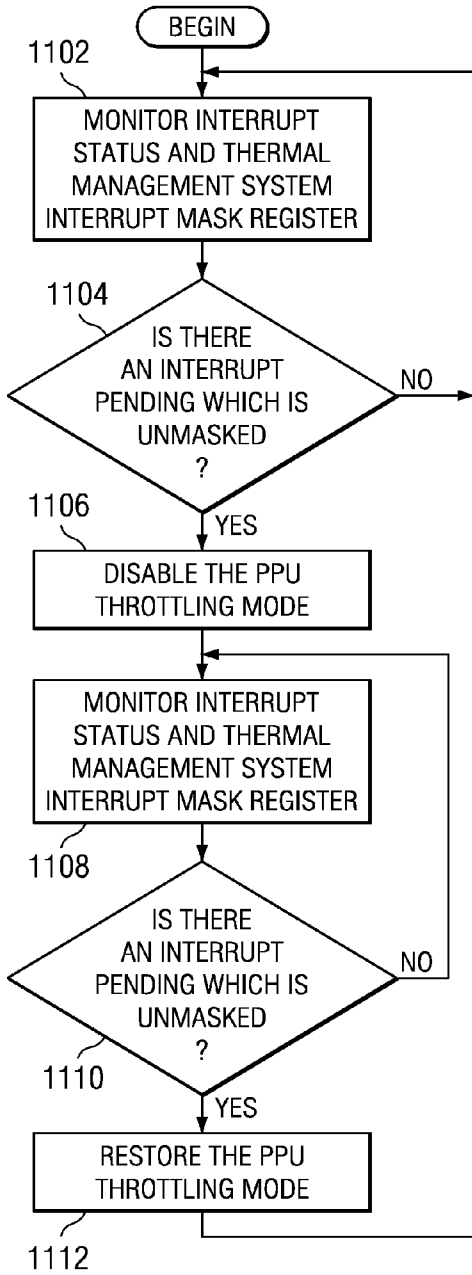 BEGIN
1102
MONITOR INTERRUPT
STATUS AND THERMAL
MANAGEMENT SYSTEM
INTERRUPT MASK REGISTER
1104
IS THERE
AN INTERRUPT
PENDING WHICH IS
UNMASKED
?
NO
YES
1106
DISABLE THE PPU
THROTTLING MODE
MONITOR INTERRUPT
STATUS AND THERMAL
MANAGEMENT SYSTEM
INTERRUPT MASK REGISTER
1108
IS THERE
AN INTERRUPT
PENDING WHICH IS
UNMASKED
?
NO
1110
YES
RESTORE THE PPU
THROTTLING MODE
1112